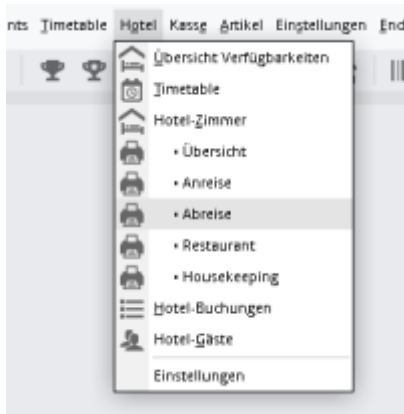 nts Timetable Hotel Kasse Artikel Einstellungen End
Übersicht Verfügbarkeiten
Timetable
Hotel-Zimmer
• Übersicht
• Anreise
• Abreise
• Restaurant
• Housekeeping
Hotel-Buchungen
Hotel-Gäste
Einstellungen